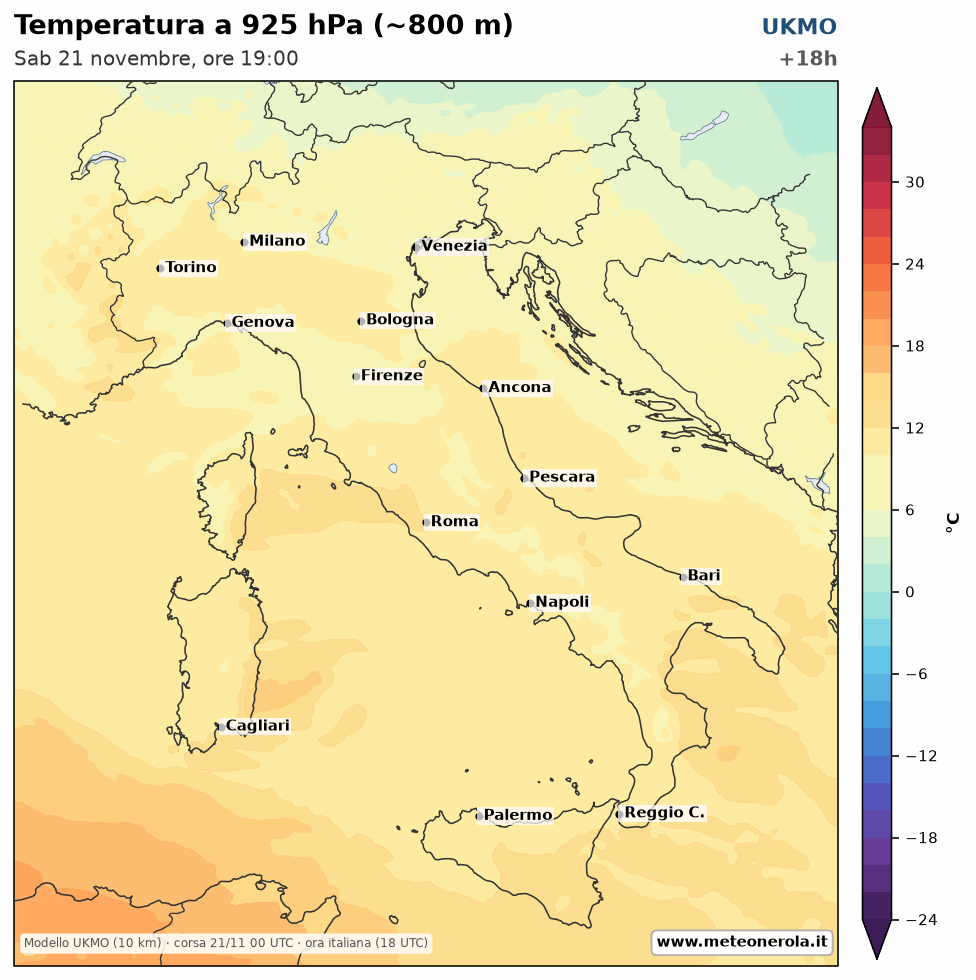 Temperatura a 925 hPa (~800 m)
UKMO
Sab 21 novembre, ore 19:00
+18h
Milano
Venezia
Torino
Genova
Bologna
Firenze
Ancona
Pescara
Roma
Bari
Napoli
Cagliari
Palermo
Reggio C.
30
24
18
12
6
0
−6
−12
−18
−24
°C
Modello UKMO (10 km) · corsa 21/11 00 UTC · ora italiana (18 UTC)
www.meteonerola.it